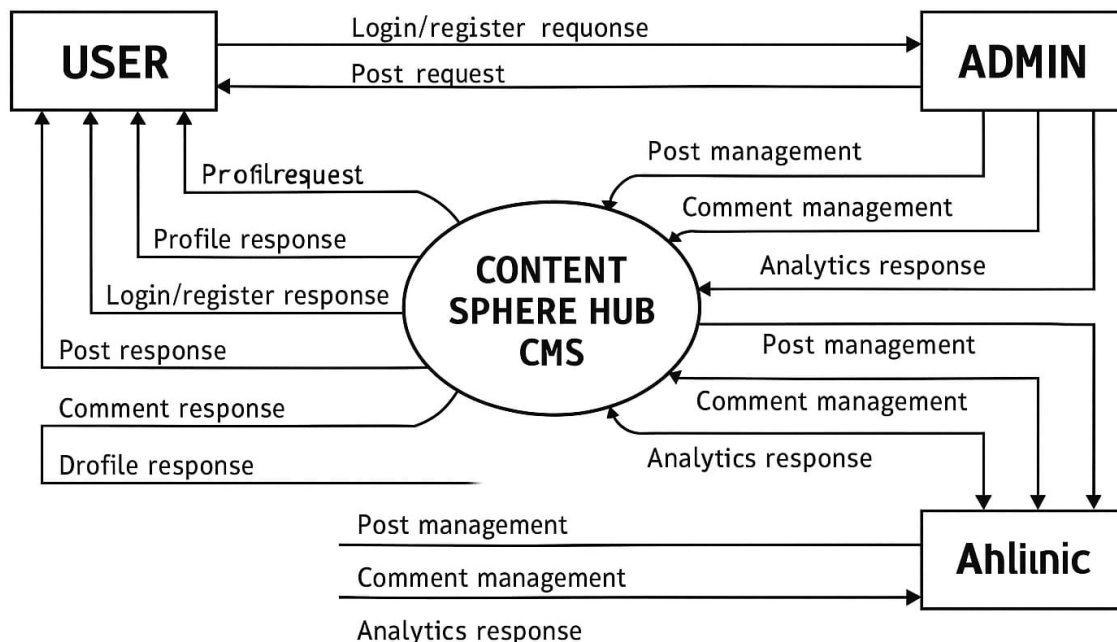 USER
Login/register requonse
Post request
ADMIN
Post management
Profilrequest
Comment management
Profile response
CONTENT
SPHERE HUB
CMS
Analytics response
Login/register response
Post response
Post management
Comment response
Comment management
Drofile response
Analytics response
Post management
Comment management
Analytics response
Ahliınic